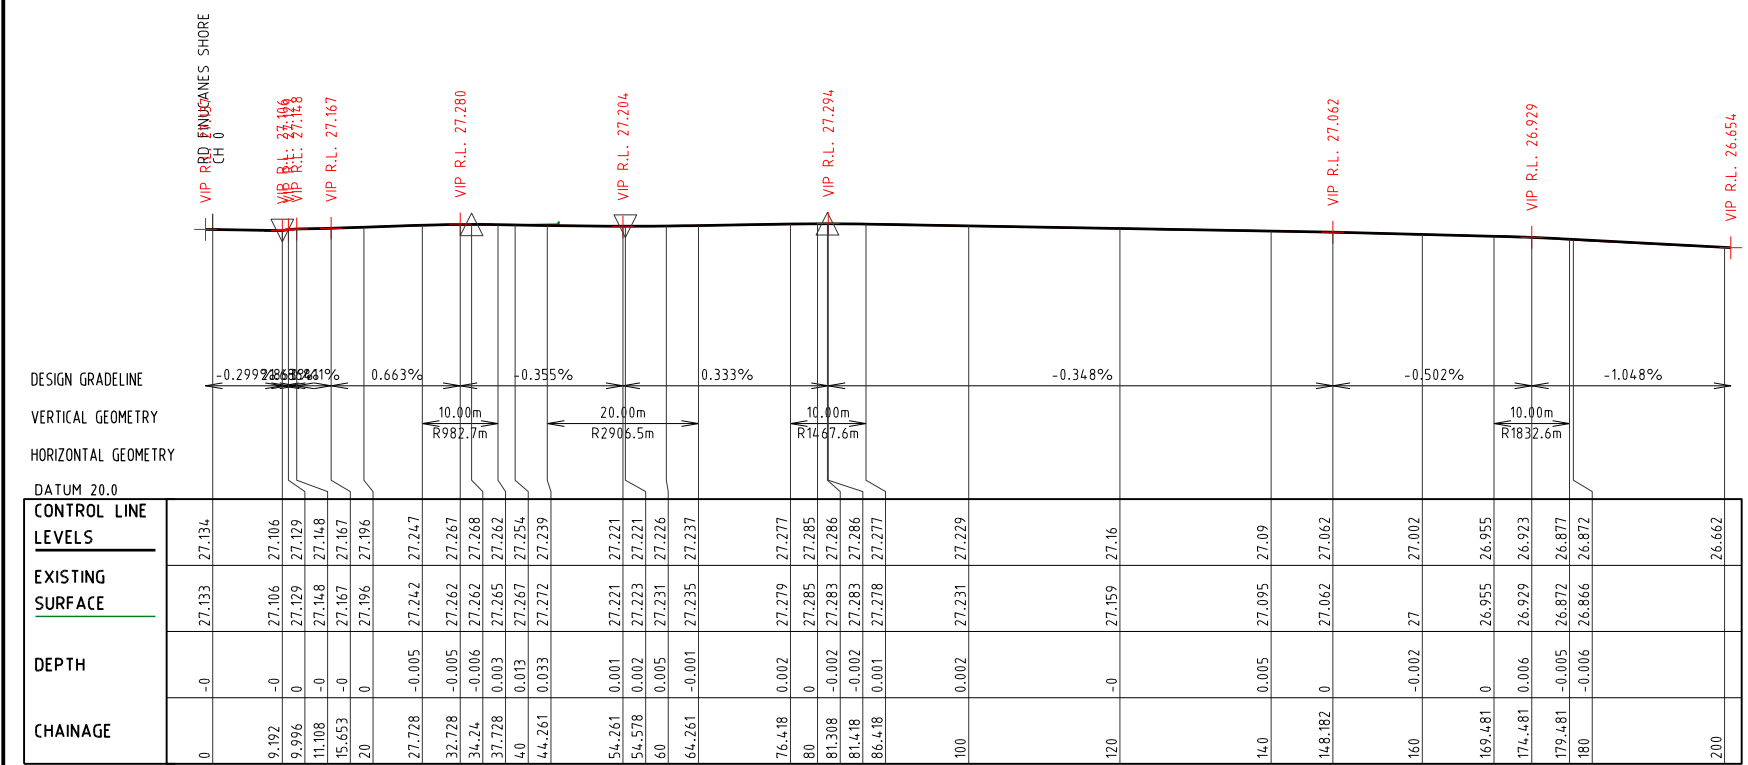 RD FINUCANES SHORE
CH 0
VIP R.L. 27.106
VIP R.L. 27.148
VIP R.L. 27.167
VIP R.L. 27.280
VIP R.L. 27.204
VIP R.L. 27.294
VIP R.L. 27.062
VIP R.L. 26.929
VIP R.L. 26.654
DESIGN GRADELINE 0.663% -0.355% 0.333% -0.348% -0.502% -1.048%
VERTICAL GEOMETRY 10.00m 20.00m 10.00m 10.00m
R982.7m R2906.5m R1467.6m R1832.6m
HORIZONTAL GEOMETRY
DATUM 20.0
CONTROL LINE
LEVELS 27.134 27.106 27.129 27.148 27.167 27.196 27.247 27.267 27.268 27.262 27.254 27.239 27.221 27.221 27.226 27.237 27.277 27.285 27.286 27.286 27.277 27.229 27.16 27.09 27.062 27.002 26.955 26.923 26.877 26.872 26.662
EXISTING
SURFACE 27.133 27.106 27.129 27.148 27.167 27.196 27.242 27.262 27.262 27.265 27.267 27.272 27.221 27.223 27.231 27.235 27.279 27.285 27.283 27.283 27.278 27.231 27.159 27.095 27.062 27 26.955 26.929 26.872 26.866
DEPTH -0 -0 0 -0 -0 0 -0.005 -0.005 -0.006 0.003 0.013 0.033 0.001 0.002 0.005 -0.001 0.002 0 -0.002 -0.002 0.001 0.002 -0 0.005 0 -0.002 0 0.006 -0.005 -0.006
CHAINAGE 0 9.192 9.996 11.108 15.653 20 27.728 32.728 34.24 37.728 40 44.261 54.261 54.578 60 64.261 76.418 80 81.308 81.418 86.418 100 120 140 148.182 160 169.481 174.481 179.481 180 200